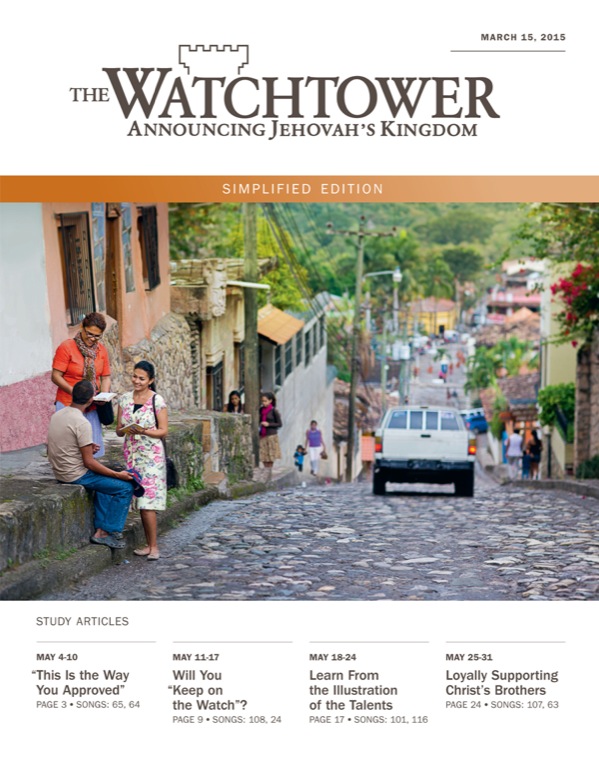 MARCH 15, 2015
THE WATCHTOWER
ANNOUNCING JEHOVAH'S KINGDOM
SIMPLIFIED EDITION
STUDY ARTICLES
MAY 4-10
“This Is the Way
You Approved”
PAGE 3 • SONGS: 65, 64
MAY 11-17
Will You
“Keep on
the Watch”?
PAGE 9 • SONGS: 108, 24
MAY 18-24
Learn From
the Illustration
of the Talents
PAGE 17 • SONGS: 101, 116
MAY 25-31
Loyally Supporting
Christ’s Brothers
PAGE 24 • SONGS: 107, 63